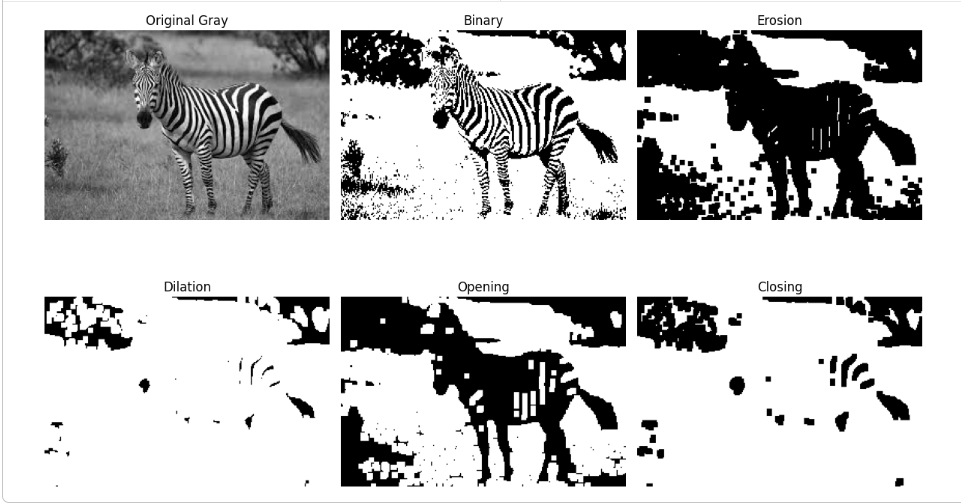 Original Gray
Binary
Erosion
Dilation
Opening
Closing